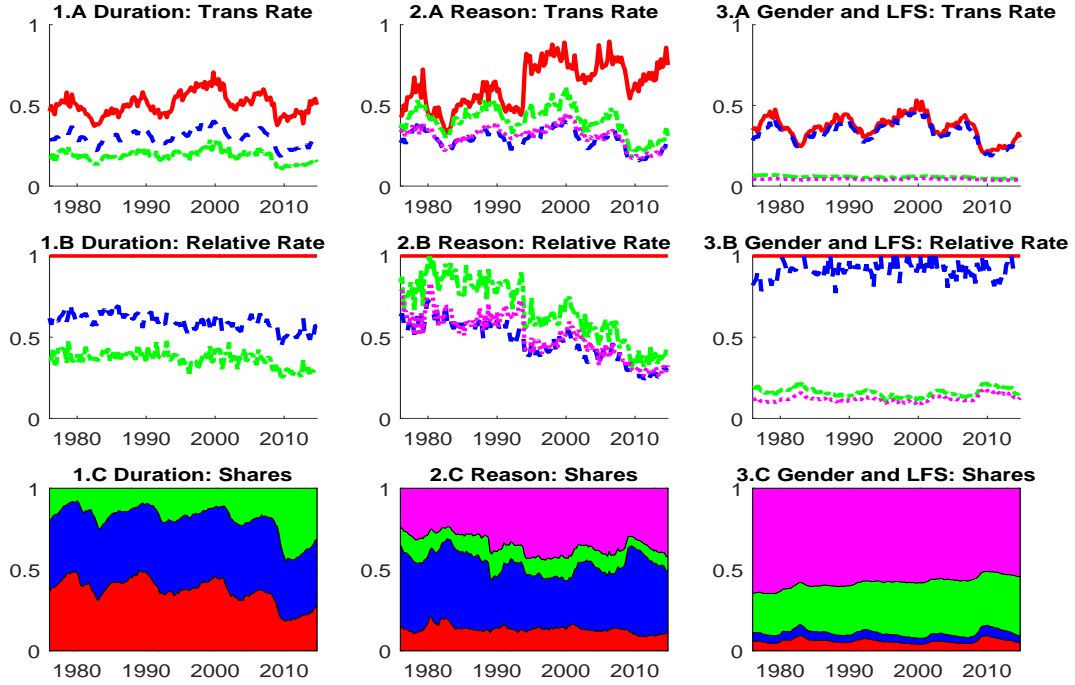 1.A Duration: Trans Rate
1
0.5
0
1980 1990 2000 2010
2.A Reason: Trans Rate
1
0.5
0
1980 1990 2000 2010
3.A Gender and LFS: Trans Rate
1
0.5
0
1980 1990 2000 2010
1.B Duration: Relative Rate
1
0.5
0
1980 1990 2000 2010
2.B Reason: Relative Rate
1
0.5
0
1980 1990 2000 2010
3.B Gender and LFS: Relative Rate
1
0.5
0
1980 1990 2000 2010
1.C Duration: Shares
1
0.5
0
1980 1990 2000 2010
2.C Reason: Shares
1
0.5
0
1980 1990 2000 2010
3.C Gender and LFS: Shares
1
0.5
0
1980 1990 2000 2010